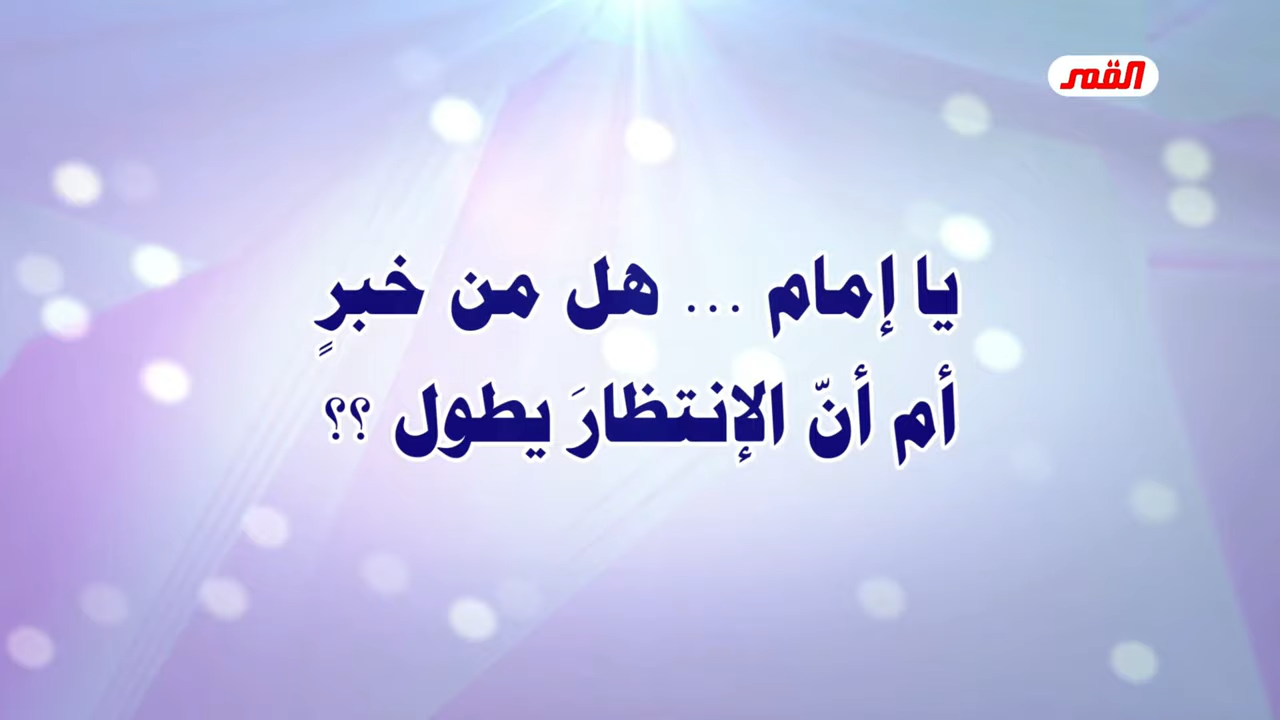 القمر
يا إمام ... هل من خبرٍ
أم أنّ الإنتظارَ يطول ؟؟